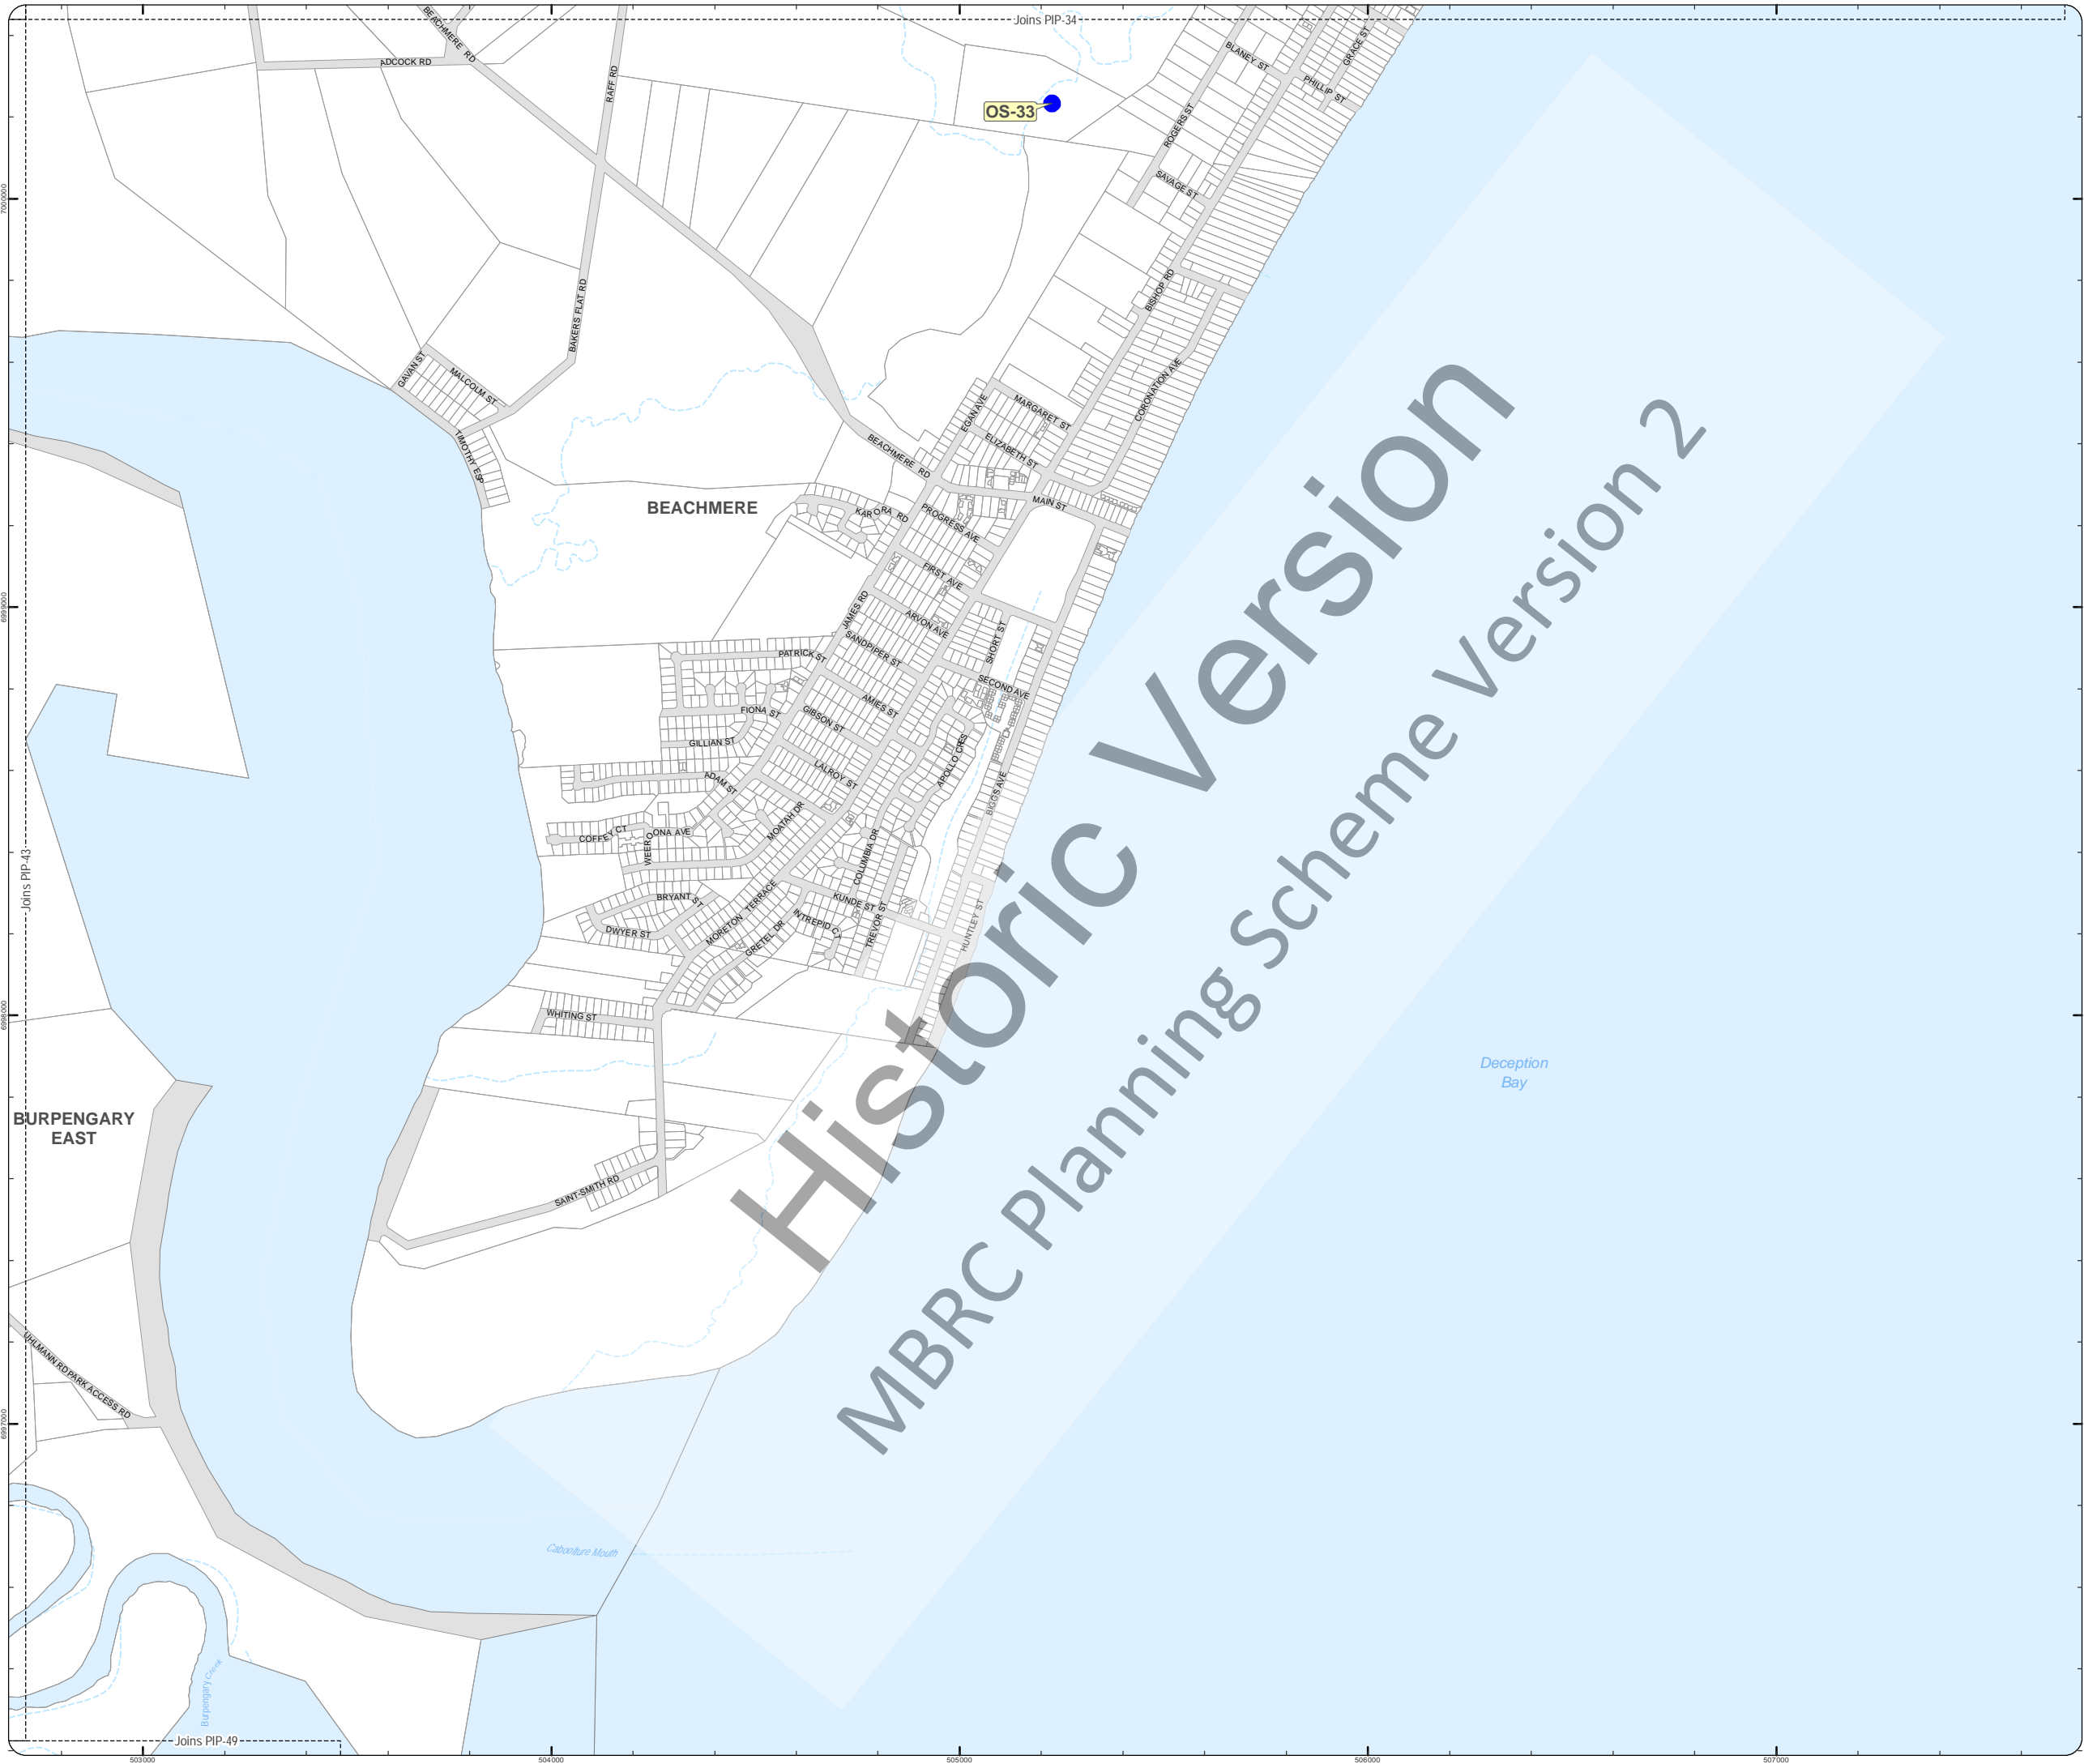 Joins PIP-34
BEACHMERE RD
ADCOCK RD
RAFF RD
BLANEY ST
GRACE ST
PHILLIP ST
OS-33
ROGERS ST
SAVAGE ST
7000000
BISHOP RD
BAKERS FLAT RD
GAVAN ST
MALCOLM ST
CORONATION AVE
EGAN AVE
MARGARET ST
ELIZABETH ST
TIMOTHY ESP
BEACHMERE RD
MAIN ST
BEACHMERE
KARORA RD
PROGRESS AVE
FIRST AVE
6999000
JAMES RD
ARVON AVE
SANDPIPER ST
SHORT ST
PATRICK ST
SECOND AVE
AMIES ST
FIONA ST
GIBSON ST
GILLIAN ST
APOLLO CRES
LALROY ST
ADAM ST
BIGGS AVE
MOATAH DR
COFFEY CT
WEEROONA AVE
COLUMBIA DR
Joins PIP-43
BRYANT ST
KUNDE ST
MORETON TERRACE
INTREPID CT
TREVOR ST
HUNTLEY ST
DWYER ST
GRETEL DR
6998000
WHITING ST
Deception
Bay
BURPENGARY
EAST
SAINT-SMITH RD
UHLMANN RD PARK ACCESS RD
6997000
Caboolture Mouth
Burpengary Creek
Joins PIP-49
503000
504000
505000
506000
507000
Historic Version
MBRC Planning Scheme Version 2